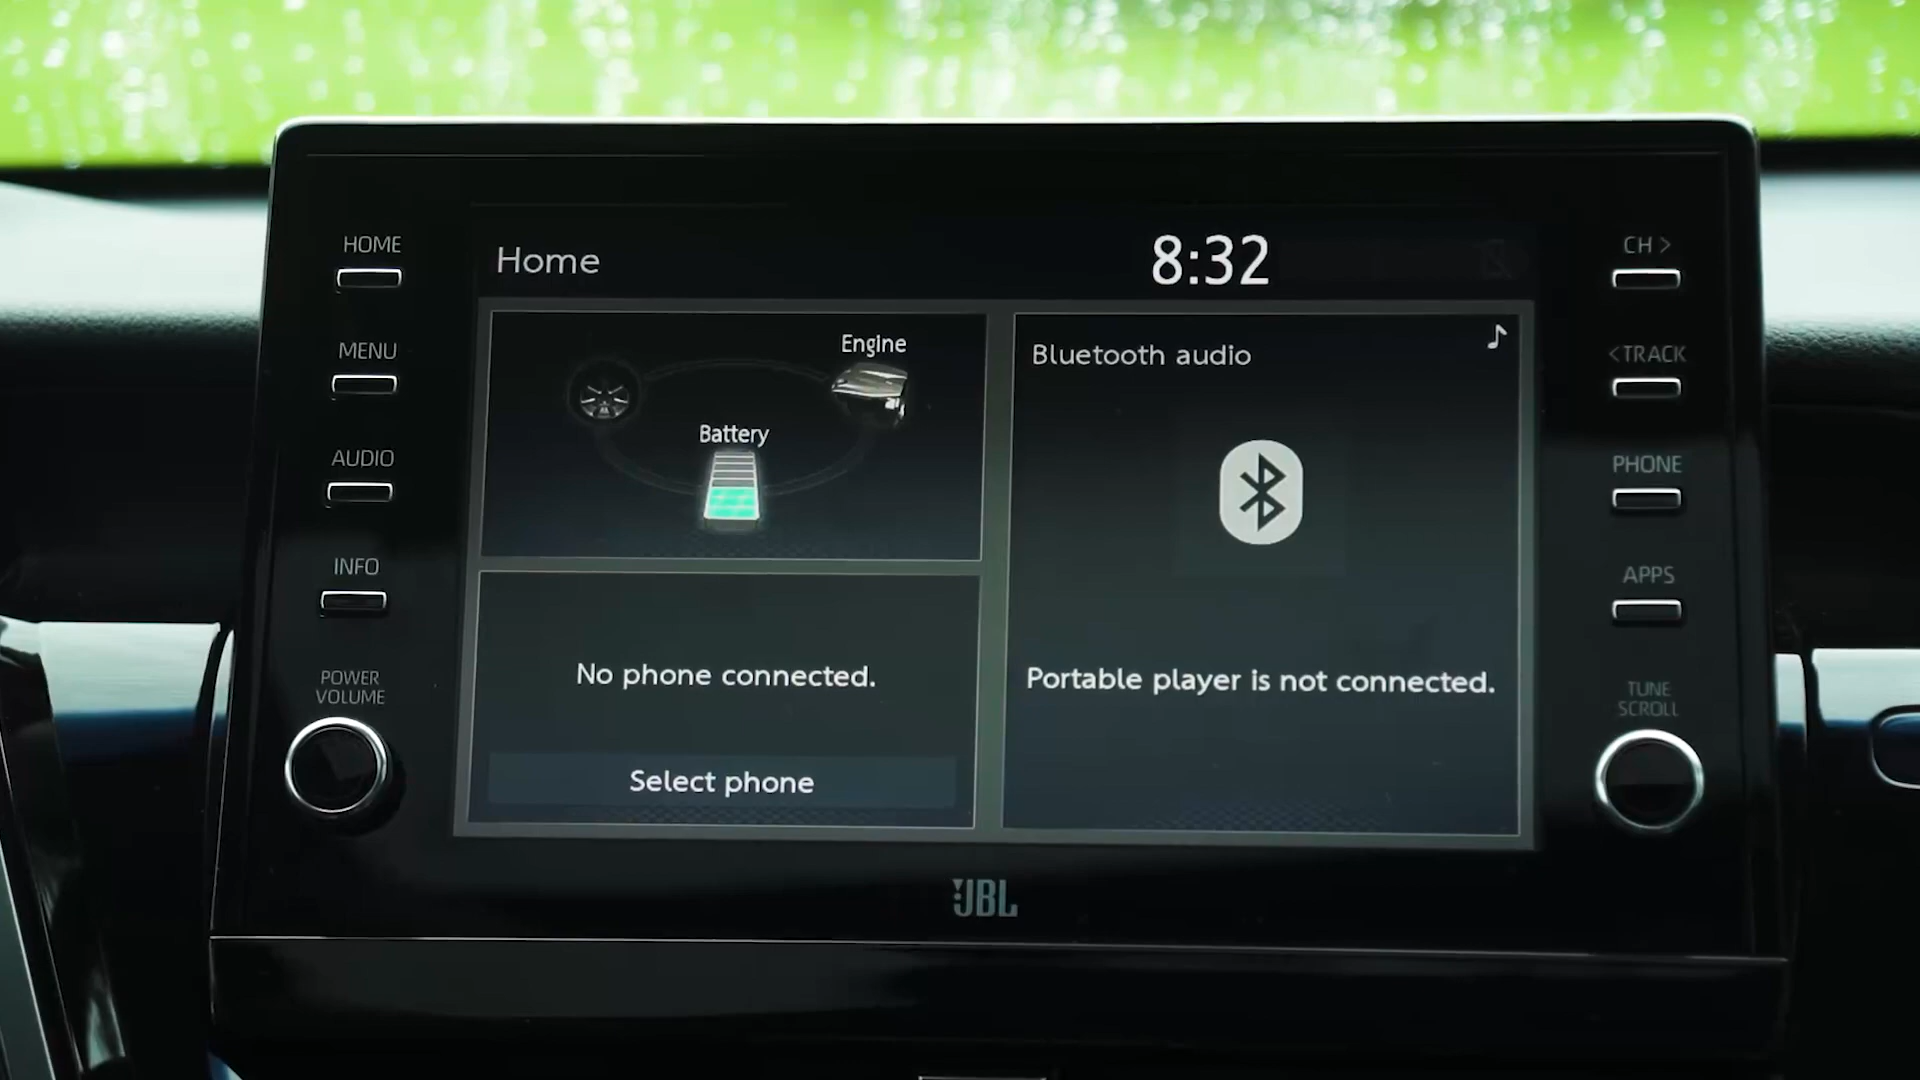 HOME
MENU
AUDIO
INFO
POWER
VOLUME
Home
8:32
Engine
Battery
No phone connected.
Select phone
Bluetooth audio
Portable player is not connected.
CH >
<TRACK
PHONE
APPS
TUNE
SCROLL
JBL